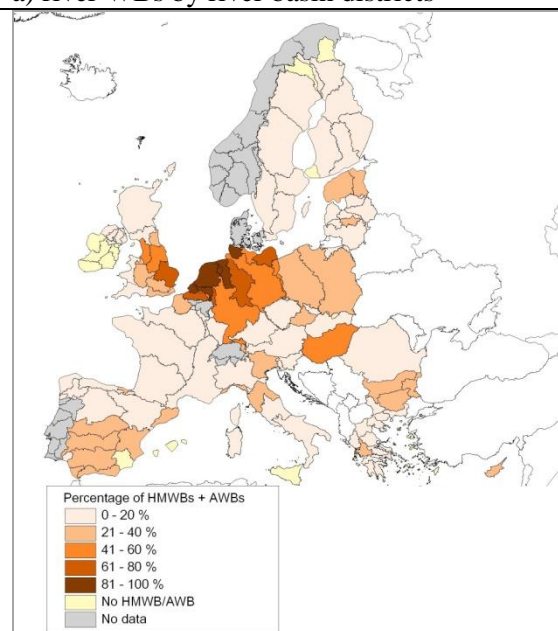 a) river WBs by river basin districts
Percentage of HMWBs + AWBs
0 - 20 %
21 - 40 %
41 - 60 %
61 - 80 %
81 - 100 %
No HMWB/AWB
No data